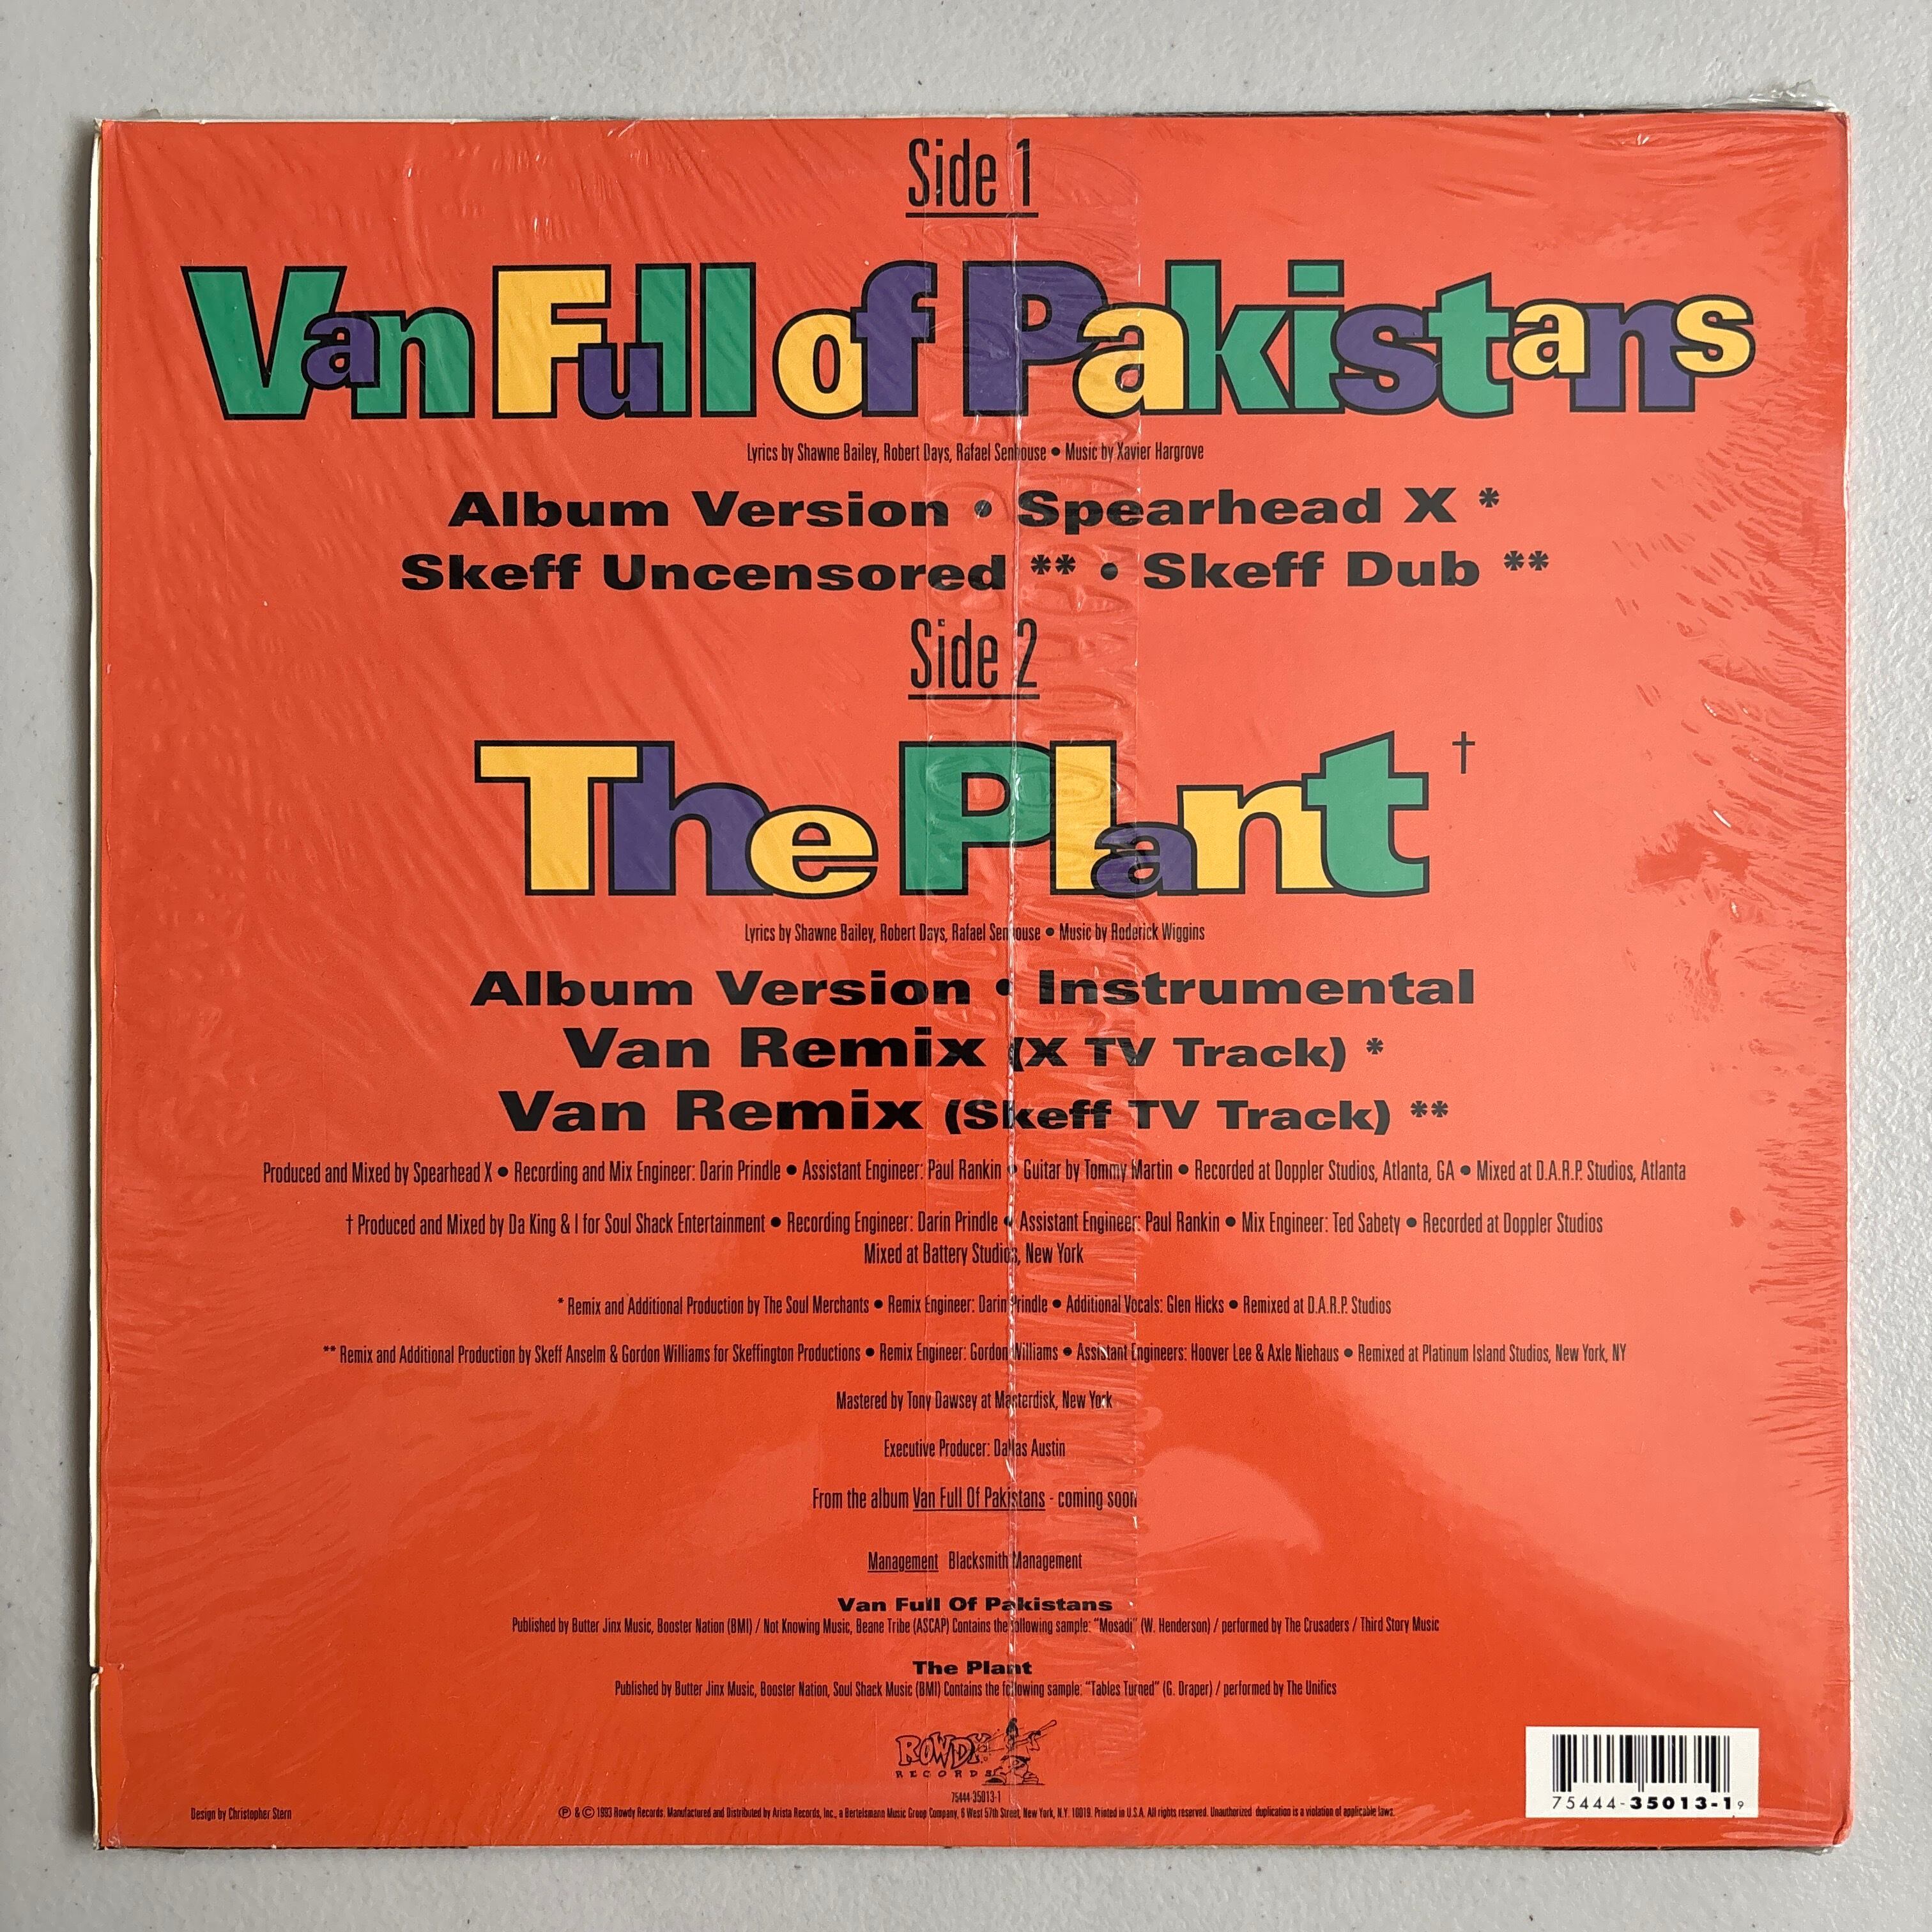 Side 1
Van Full of Pakistans
Lyrics by Shawne Bailey, Robert Days, Rafael Senhouse • Music by Xavier Hargrove
Album Version • Spearhead X *
Skeff Uncensored ** • Skeff Dub **
Side 2
The Plant †
Lyrics by Shawne Bailey, Robert Days, Rafael Senhouse • Music by Roderick Wiggins
Album Version • Instrumental
Van Remix (X TV Track) *
Van Remix (Skeff TV Track) **
Produced and Mixed by Spearhead X • Recording and Mix Engineer: Darin Prindle • Assistant Engineer: Paul Rankin • Guitar by Tommy Martin • Recorded at Doppler Studios, Atlanta, GA • Mixed at D.A.R.P. Studios, Atlanta
† Produced and Mixed by Da King & I for Soul Shack Entertainment • Recording Engineer: Darin Prindle • Assistant Engineer: Paul Rankin • Mix Engineer: Ted Sabety • Recorded at Doppler Studios
Mixed at Battery Studios, New York
* Remix and Additional Production by The Soul Merchants • Remix Engineer: Darin Prindle • Additional Vocals: Glen Hicks • Remixed at D.A.R.P. Studios
** Remix and Additional Production by Skeff Anselm & Gordon Williams for Skeffington Productions • Remix Engineer: Gordon Williams • Assistant Engineers: Hoover Lee & Axle Niehaus • Remixed at Platinum Island Studios, New York, NY
Mastered by Tony Dawsey at Masterdisk, New York
Executive Producer: Dallas Austin
From the album Van Full Of Pakistans - coming soon
Management Blacksmith Management
Van Full Of Pakistans
Published by Butter Jinx Music, Booster Nation (BMI) / Not Knowing Music, Beane Tribe (ASCAP) Contains the following sample: "Mosadi" (W. Henderson) / performed by The Crusaders / Third Story Music
The Plant
Published by Butter Jinx Music, Booster Nation, Soul Shack Music (BMI) Contains the following sample: "Tables Turned" (G. Draper) / performed by The Unifics
ROWDY
RECORDS
75444-35013-1
Design by Christopher Stern
℗ & © 1993 Rowdy Records. Manufactured and Distributed by Arista Records, Inc., a Bertelsmann Music Group Company, 6 West 57th Street, New York, N.Y. 10019. Printed in U.S.A. All rights reserved. Unauthorized duplication is a violation of applicable laws.
75444-35013-1 9